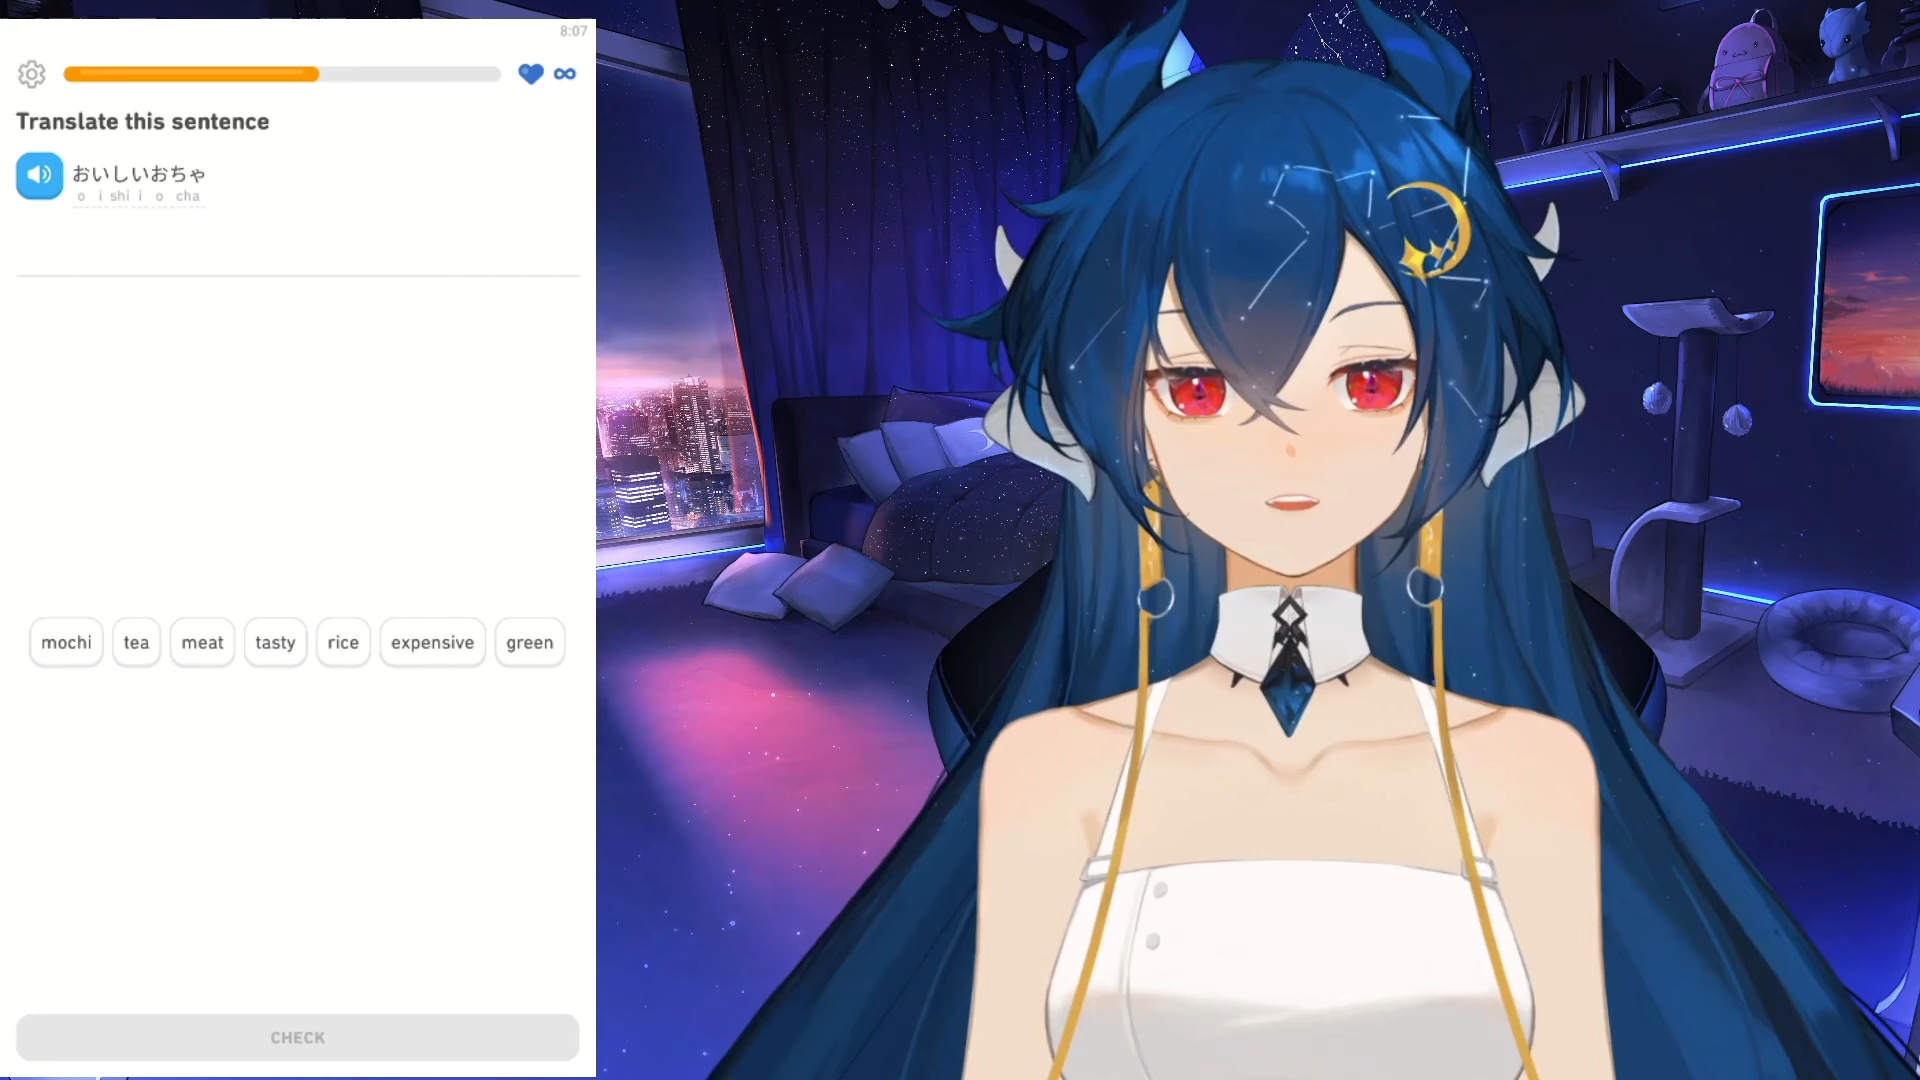 8:07
Translate this sentence
おいしいおちゃ
o i shi i o cha
mochi tea meat tasty rice expensive green
CHECK